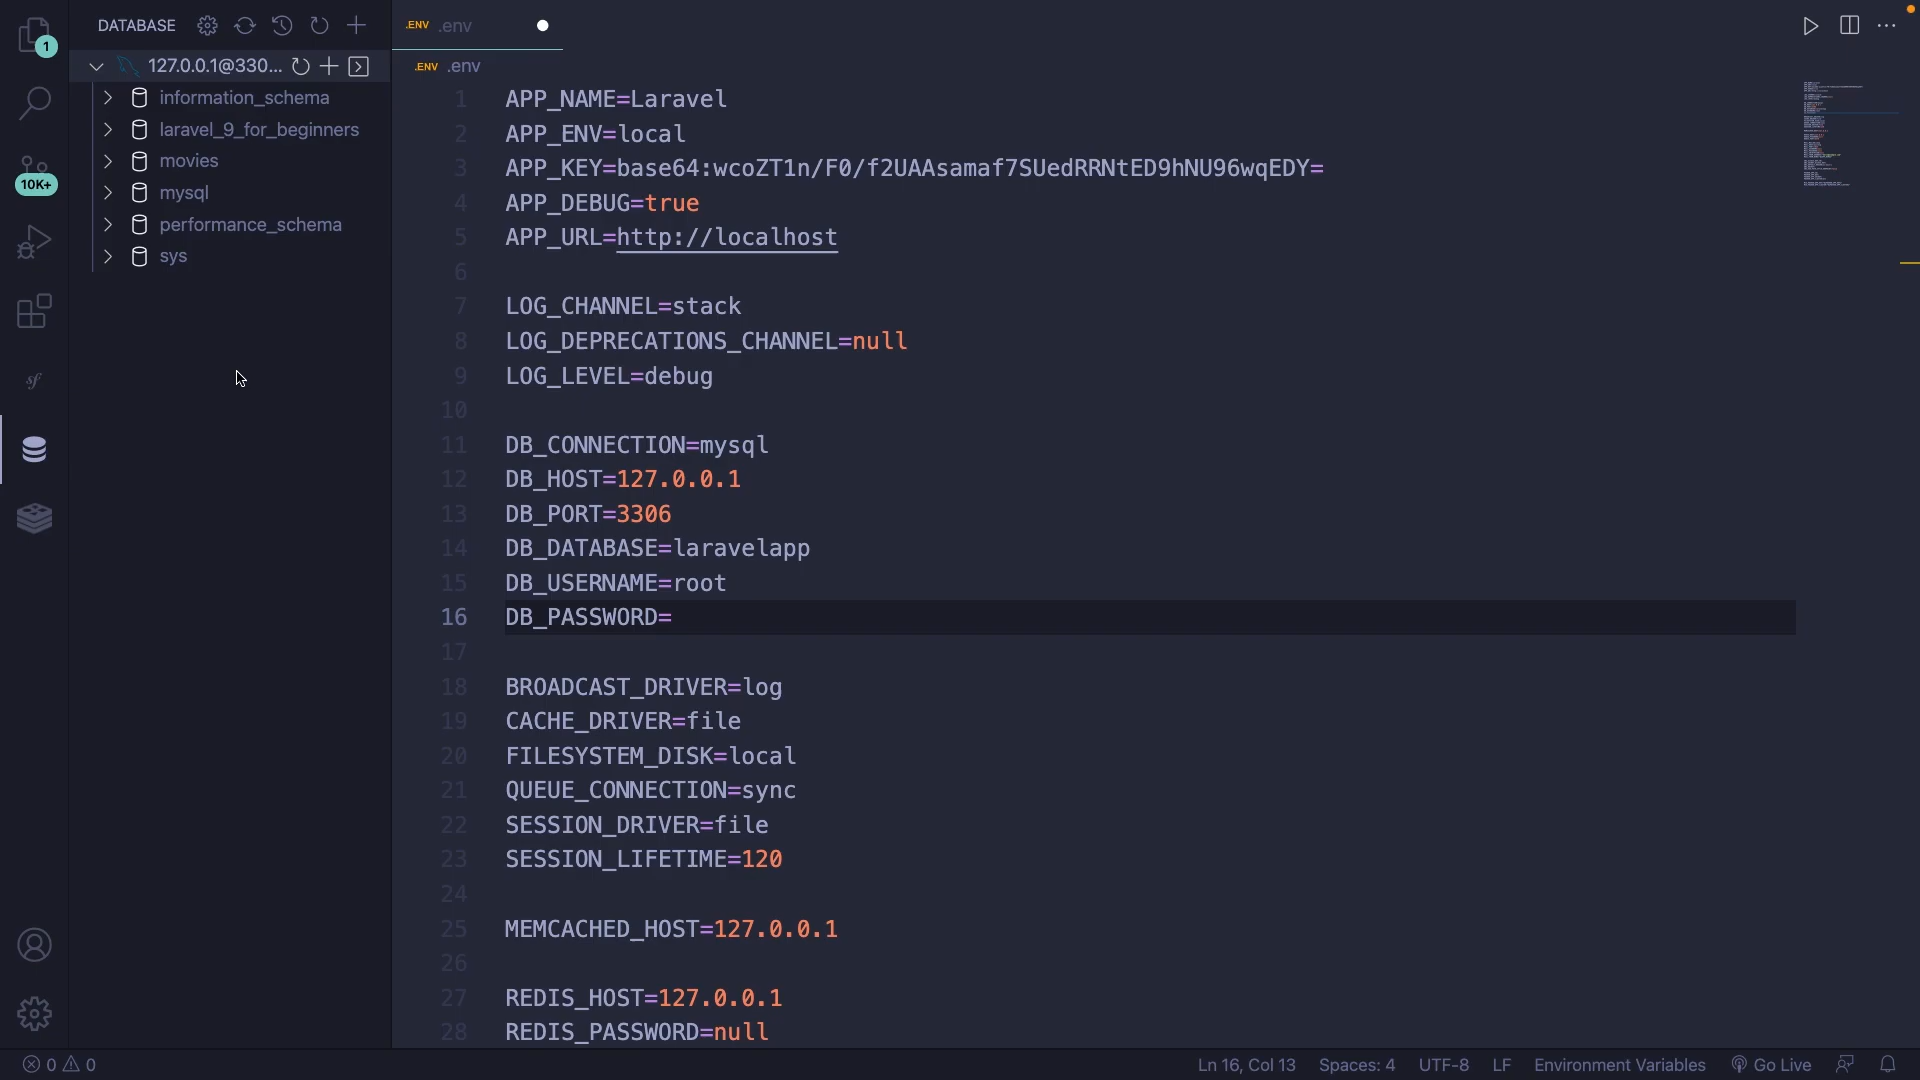 1
10K+
DATABASE
127.0.0.1@330...
information_schema
laravel_9_for_beginners
movies
mysql
performance_schema
sys
.ENV .env
.ENV .env
1 APP_NAME=Laravel
2 APP_ENV=local
3 APP_KEY=base64:wcoZT1n/F0/f2UAAsamaf7SUedRRNtED9hNU96wqEDY=
4 APP_DEBUG=true
5 APP_URL=http://localhost
6
7 LOG_CHANNEL=stack
8 LOG_DEPRECATIONS_CHANNEL=null
9 LOG_LEVEL=debug
10
11 DB_CONNECTION=mysql
12 DB_HOST=127.0.0.1
13 DB_PORT=3306
14 DB_DATABASE=laravelapp
15 DB_USERNAME=root
16 DB_PASSWORD=
17
18 BROADCAST_DRIVER=log
19 CACHE_DRIVER=file
20 FILESYSTEM_DISK=local
21 QUEUE_CONNECTION=sync
22 SESSION_DRIVER=file
23 SESSION_LIFETIME=120
24
25 MEMCACHED_HOST=127.0.0.1
26
27 REDIS_HOST=127.0.0.1
28 REDIS_PASSWORD=null
0 0 Ln 16, Col 13 Spaces: 4 UTF-8 LF Environment Variables Go Live